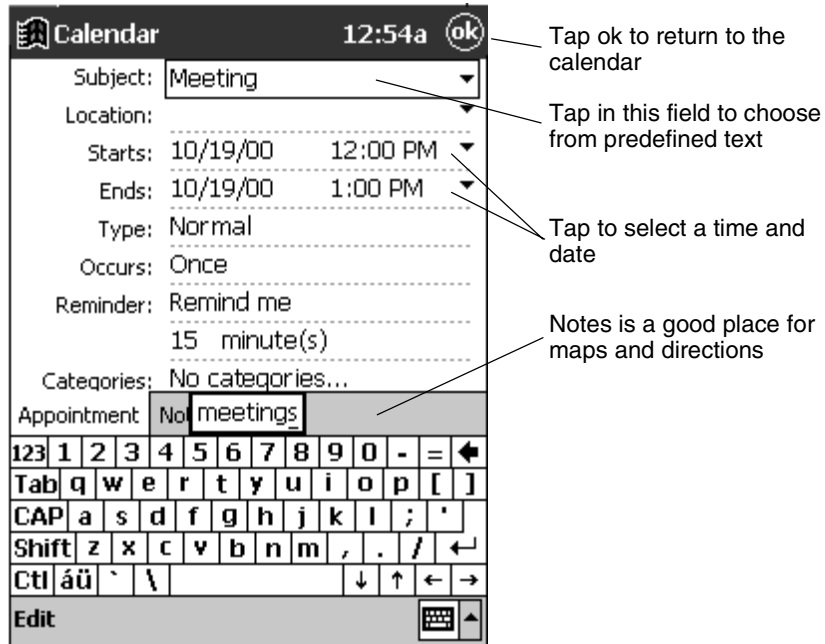 Calendar 12:54a ok
Tap ok to return to the
calendar
Subject: Meeting
Tap in this field to choose
from predefined text
Location:
Starts: 10/19/00 12:00 PM
Ends: 10/19/00 1:00 PM
Tap to select a time and
date
Type: Normal
Occurs: Once
Reminder: Remind me
15 minute(s)
Notes is a good place for
maps and directions
Categories: No categories...
Appointment meetings
123 1 2 3 4 5 6 7 8 9 0 - = 🡄
Tab q w e r t y u i o p [ ]
CAP a s d f g h j k l ; '
Shift z x c v b n m , . / ↵
Ctl áü ` \ ↓ ↑ ← →
Edit